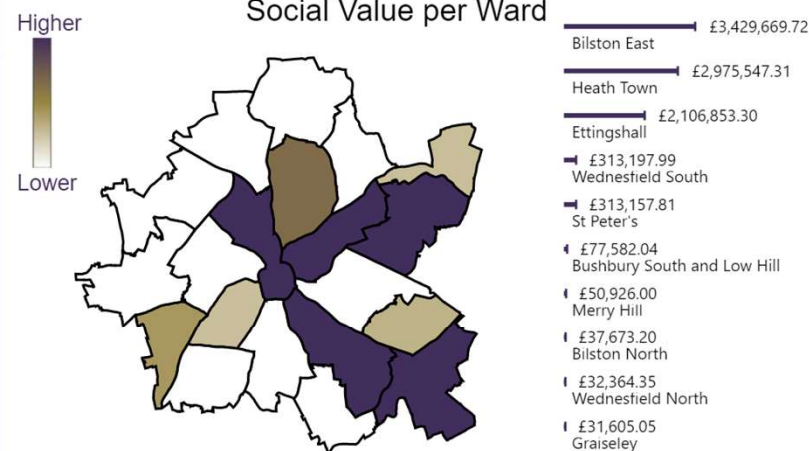 Social Value per Ward
Higher
Lower
£3,429,669.72
Bilston East
£2,975,547.31
Heath Town
£2,106,853.30
Ettingshall
£313,197.99
Wednesfield South
£313,157.81
St Peter's
£77,582.04
Bushbury South and Low Hill
£50,926.00
Merry Hill
£37,673.20
Bilston North
£32,364.35
Wednesfield North
£31,605.05
Graiseley